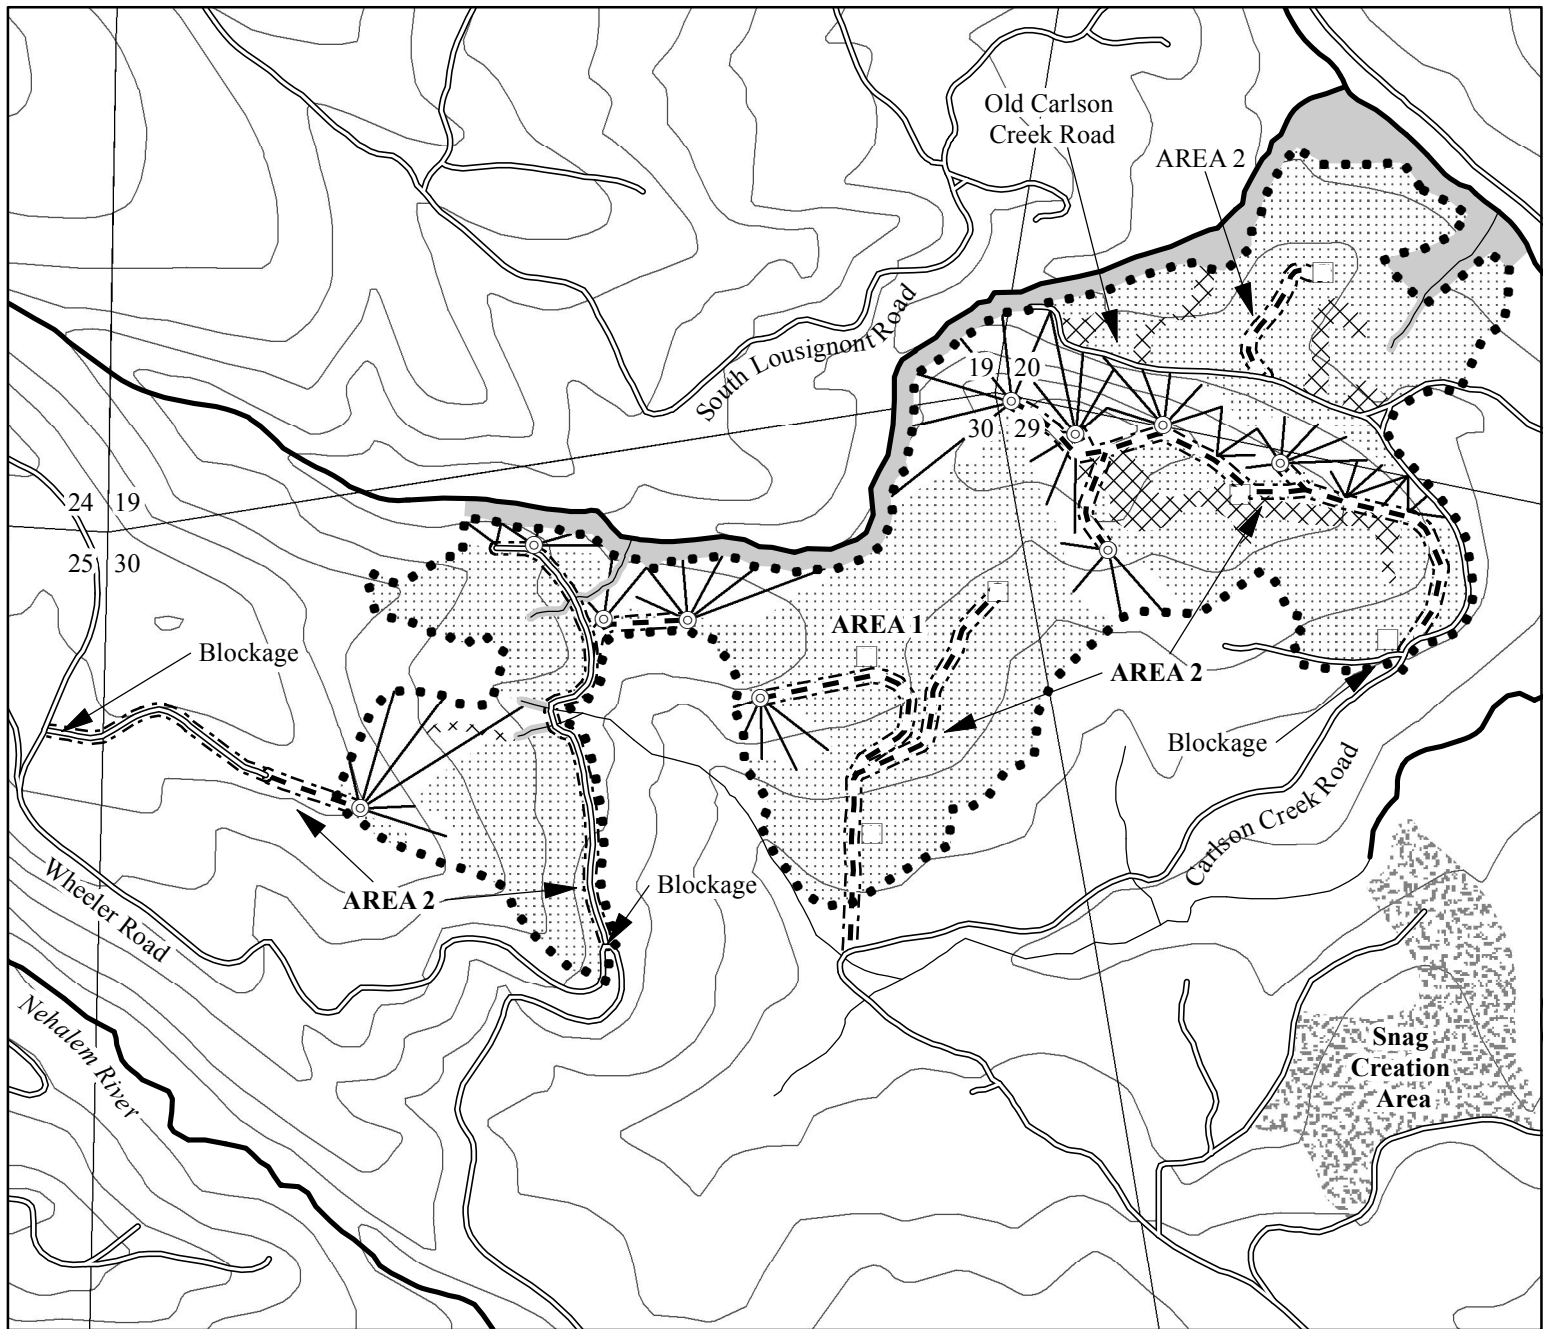 Old Carlson
Creek Road
AREA 2
South Lousignont Road
19 20
30 29
24 19
25 30
Blockage
AREA 1
AREA 2
Blockage
Carlson Creek Road
Wheeler Road
AREA 2
Blockage
Nehalem River
Snag
Creation
Area